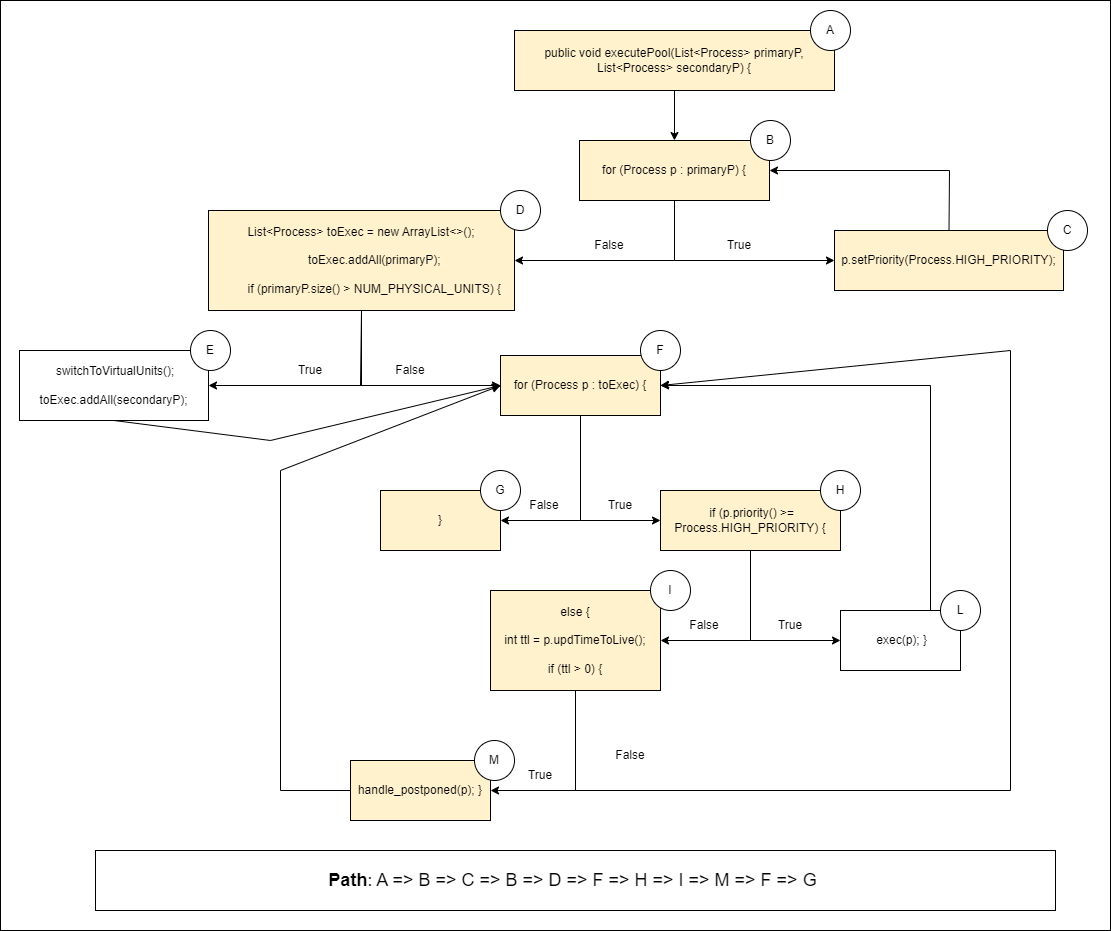 A
public void executePool(List<Process> primaryP,
List<Process> secondaryP) {
B
for (Process p : primaryP) {
D
List<Process> toExec = new ArrayList<>();
toExec.addAll(primaryP);
if (primaryP.size() > NUM_PHYSICAL_UNITS) {
False
True
C
p.setPriority(Process.HIGH_PRIORITY);
E
switchToVirtualUnits();
toExec.addAll(secondaryP);
True
False
F
for (Process p : toExec) {
G
}
False
True
H
if (p.priority() >=
Process.HIGH_PRIORITY) {
I
else {
int ttl = p.updTimeToLive();
if (ttl > 0) {
False
True
L
exec(p); }
M
handle_postponed(p); }
True
False
Path: A => B => C => B => D => F => H => I => M => F => G